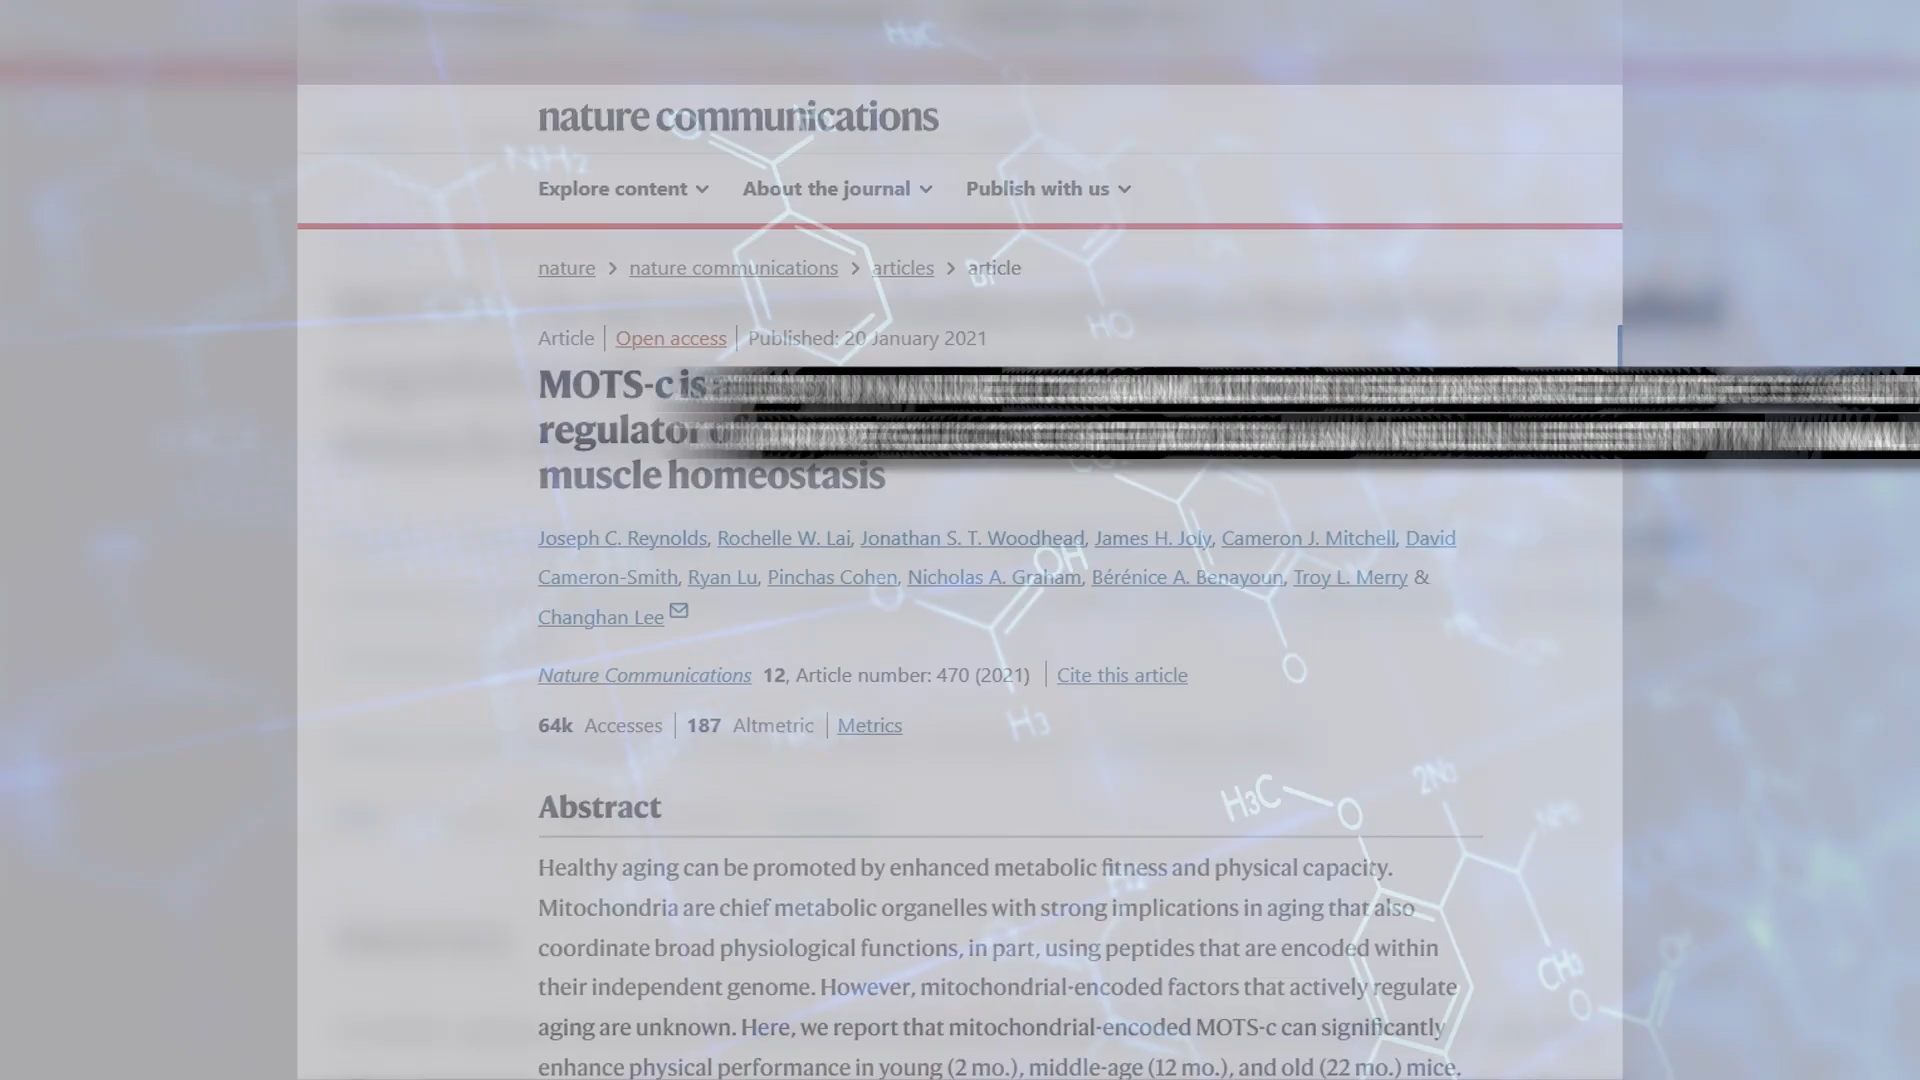 nature communications
Explore content About the journal Publish with us
nature > nature communications > articles > article
Article | Open access | Published: 20 January 2021
MOTS-c is
regulator
muscle homeostasis
Joseph C. Reynolds, Rochelle W. Lai, Jonathan S. T. Woodhead, James H. Joly, Cameron J. Mitchell, David
Cameron-Smith, Ryan Lu, Pinchas Cohen, Nicholas A. Graham, Bérénice A. Benayoun, Troy L. Merry &
Changhan Lee
Nature Communications 12, Article number: 470 (2021) | Cite this article
64k Accesses | 187 Altmetric | Metrics
Abstract
Healthy aging can be promoted by enhanced metabolic fitness and physical capacity.
Mitochondria are chief metabolic organelles with strong implications in aging that also
coordinate broad physiological functions, in part, using peptides that are encoded within
their independent genome. However, mitochondrial-encoded factors that actively regulate
aging are unknown. Here, we report that mitochondrial-encoded MOTS-c can significantly
enhance physical performance in young (2 mo.), middle-age (12 mo.), and old (22 mo.) mice.
H3C
NH2
O
Br
HO
OH
O
O
H3
H3C
O
O